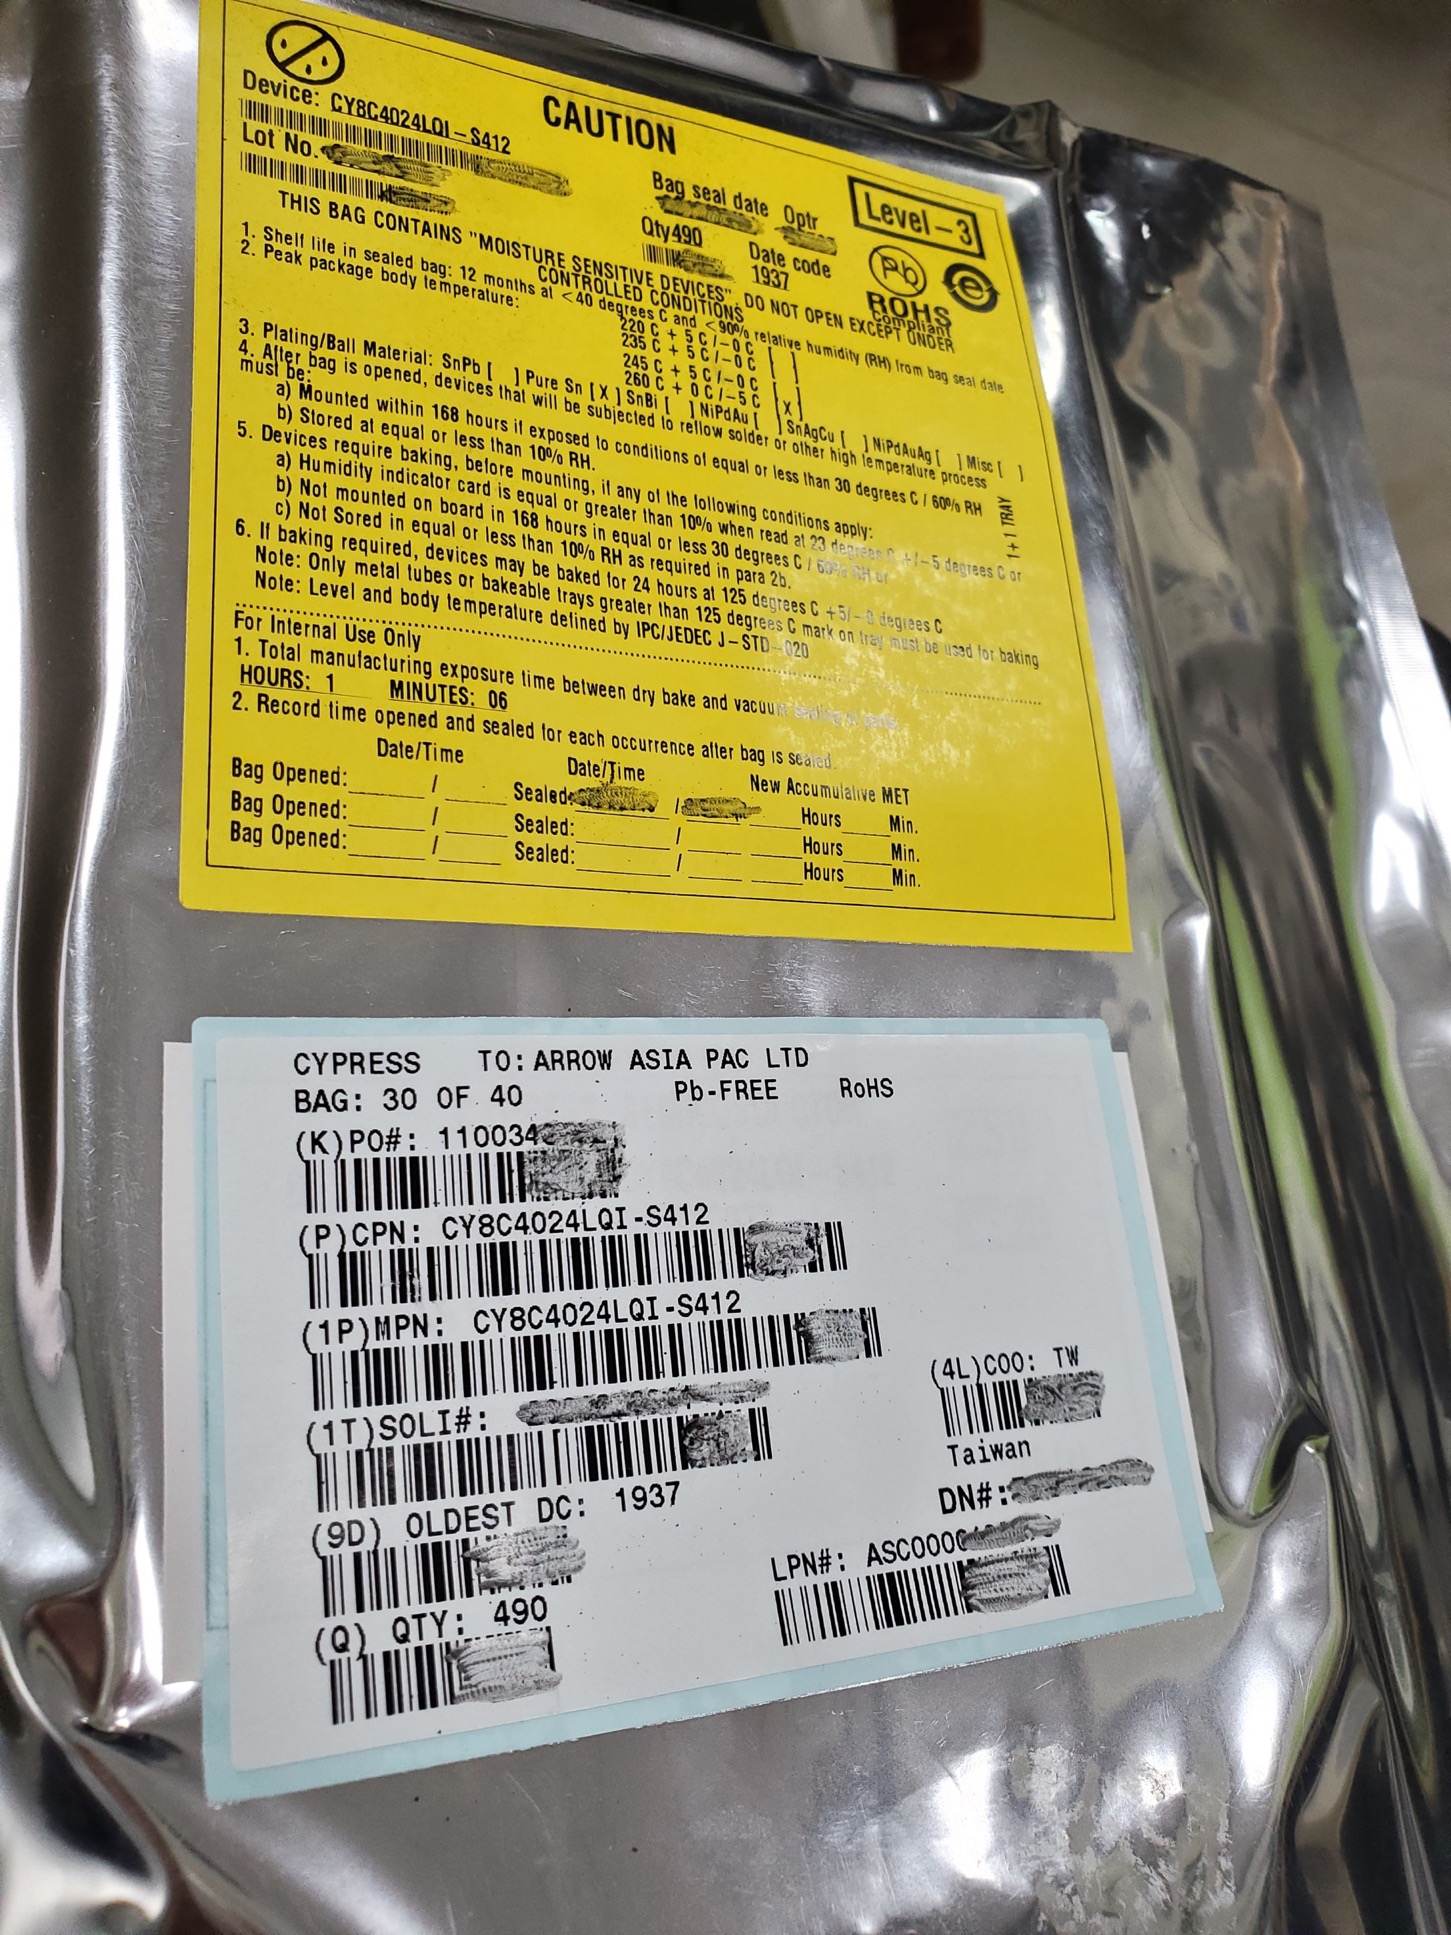 CAUTION
Device: CY8C4024LQI-S412
Lot No.
Bag seal date Optr
Level-3
Qty 490
Date code
1937
Pb
e
ROHS
Compliant
THIS BAG CONTAINS "MOISTURE SENSITIVE DEVICES". DO NOT OPEN EXCEPT UNDER
CONTROLLED CONDITIONS
1. Shelf life in sealed bag: 12 months at <40 degrees C and <90% relative humidity (RH) from bag seal date
2. Peak package body temperature:
220 C + 5 C/-0 C [ ]
235 C + 5 C/-0 C [ ]
245 C + 5 C/-0 C [ ]
260 C + 0 C/-5 C [X]
3. Plating/Ball Material: SnPb [ ] Pure Sn [X] SnBi [ ] NiPdAu [ ] SnAgCu [ ] NiPdAuAg [ ] Misc [ ]
4. After bag is opened, devices that will be subjected to reflow solder or other high temperature process
must be:
a) Mounted within 168 hours if exposed to conditions of equal or less than 30 degrees C / 60% RH
b) Stored at equal or less than 10% RH.
5. Devices require baking, before mounting, if any of the following conditions apply:
a) Humidity indicator card is equal or greater than 10% when read at 23 degrees C +/-5 degrees C or
b) Not mounted on board in 168 hours in equal or less 30 degrees C / 60% RH or
c) Not Sored in equal or less than 10% RH as required in para 2b.
6. If baking required, devices may be baked for 24 hours at 125 degrees C +5/-0 degrees C
Note: Only metal tubes or bakeable trays greater than 125 degrees C mark on tray must be used for baking
Note: Level and body temperature defined by IPC/JEDEC J-STD-020
1+1 TRAY
For Internal Use Only
1. Total manufacturing exposure time between dry bake and vacuum sealing of parts
HOURS: 1 MINUTES: 06
2. Record time opened and sealed for each occurrence after bag is sealed.
Date/Time Date/Time New Accumulative MET
Bag Opened: / Sealed: / Hours Min.
Bag Opened: / Sealed: / Hours Min.
Bag Opened: / Sealed: / Hours Min.
CYPRESS TO: ARROW ASIA PAC LTD
BAG: 30 OF 40 Pb-FREE RoHS
(K)PO#: 110034
(P)CPN: CY8C4024LQI-S412
(1P)MPN: CY8C4024LQI-S412
(4L)COO: TW
(1T)SOLI#:
Taiwan
(9D) OLDEST DC: 1937
DN#:
LPN#: ASC000
(Q) QTY: 490